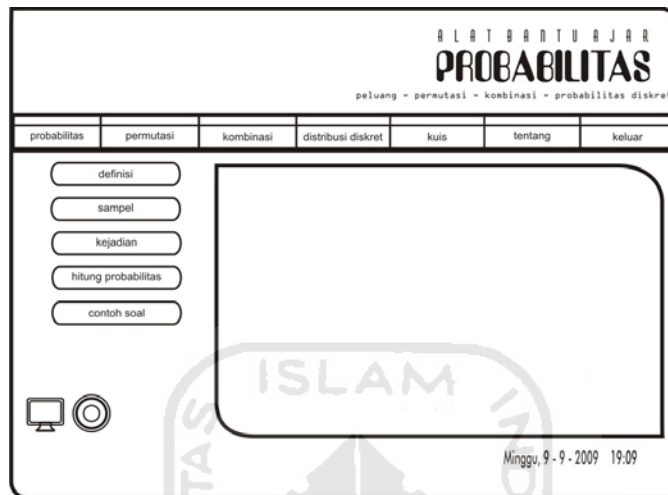 ALAT BANTU AJAR
PROBABILITAS
peluang - permutasi - kombinasi - probabilitas diskret
probabilitas permutasi kombinasi distribusi diskret kuis tentang keluar
definisi
sampel
kejadian
hitung probabilitas
contoh soal
ISLAM
Minggu, 9 - 9 - 2009 19:09